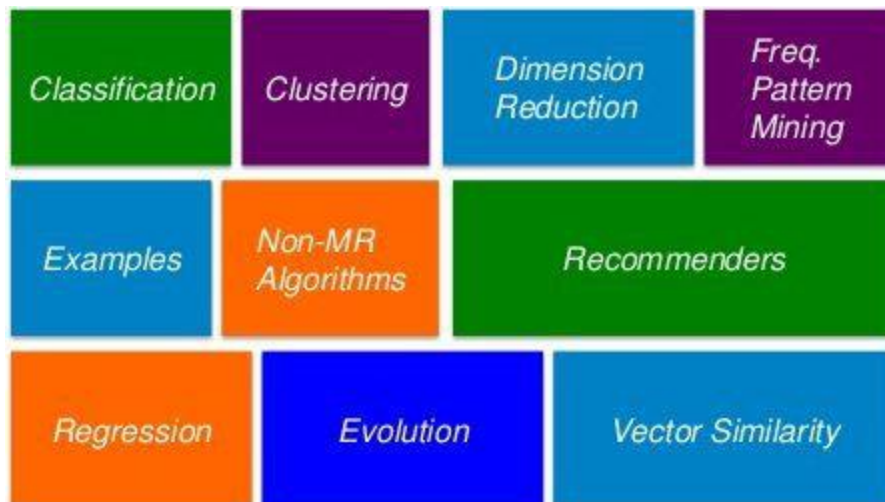 Classification
Clustering
Dimension
Reduction
Freq.
Pattern
Mining
Examples
Non-MR
Algorithms
Recommenders
Regression
Evolution
Vector Similarity